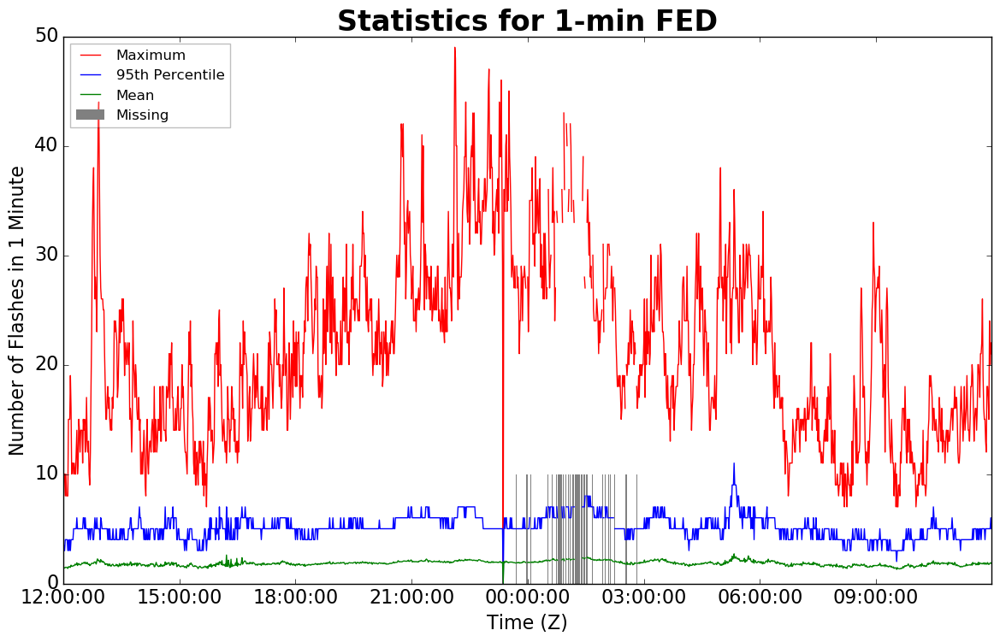 Statistics for 1-min FED
Number of Flashes in 1 Minute
50
40
30
20
10
0
Maximum
95th Percentile
Mean
Missing
12:00:00 15:00:00 18:00:00 21:00:00 00:00:00 03:00:00 06:00:00 09:00:00
Time (Z)